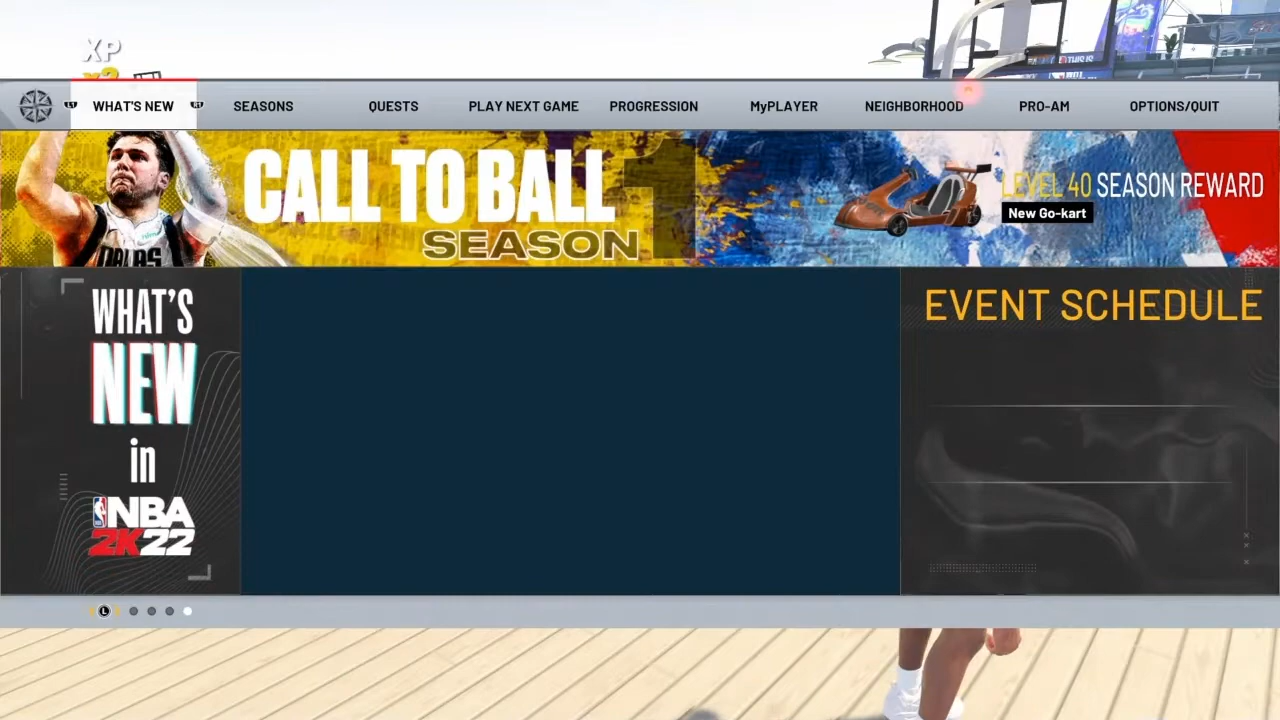 XP
x2
WHAT'S NEW
SEASONS
QUESTS
PLAY NEXT GAME
PROGRESSION
MyPLAYER
NEIGHBORHOOD
PRO-AM
OPTIONS/QUIT
CALL TO BALL
SEASON 1
LEVEL 40 SEASON REWARD
New Go-kart
WHAT'S
NEW
in
NBA
2K22
EVENT SCHEDULE
L